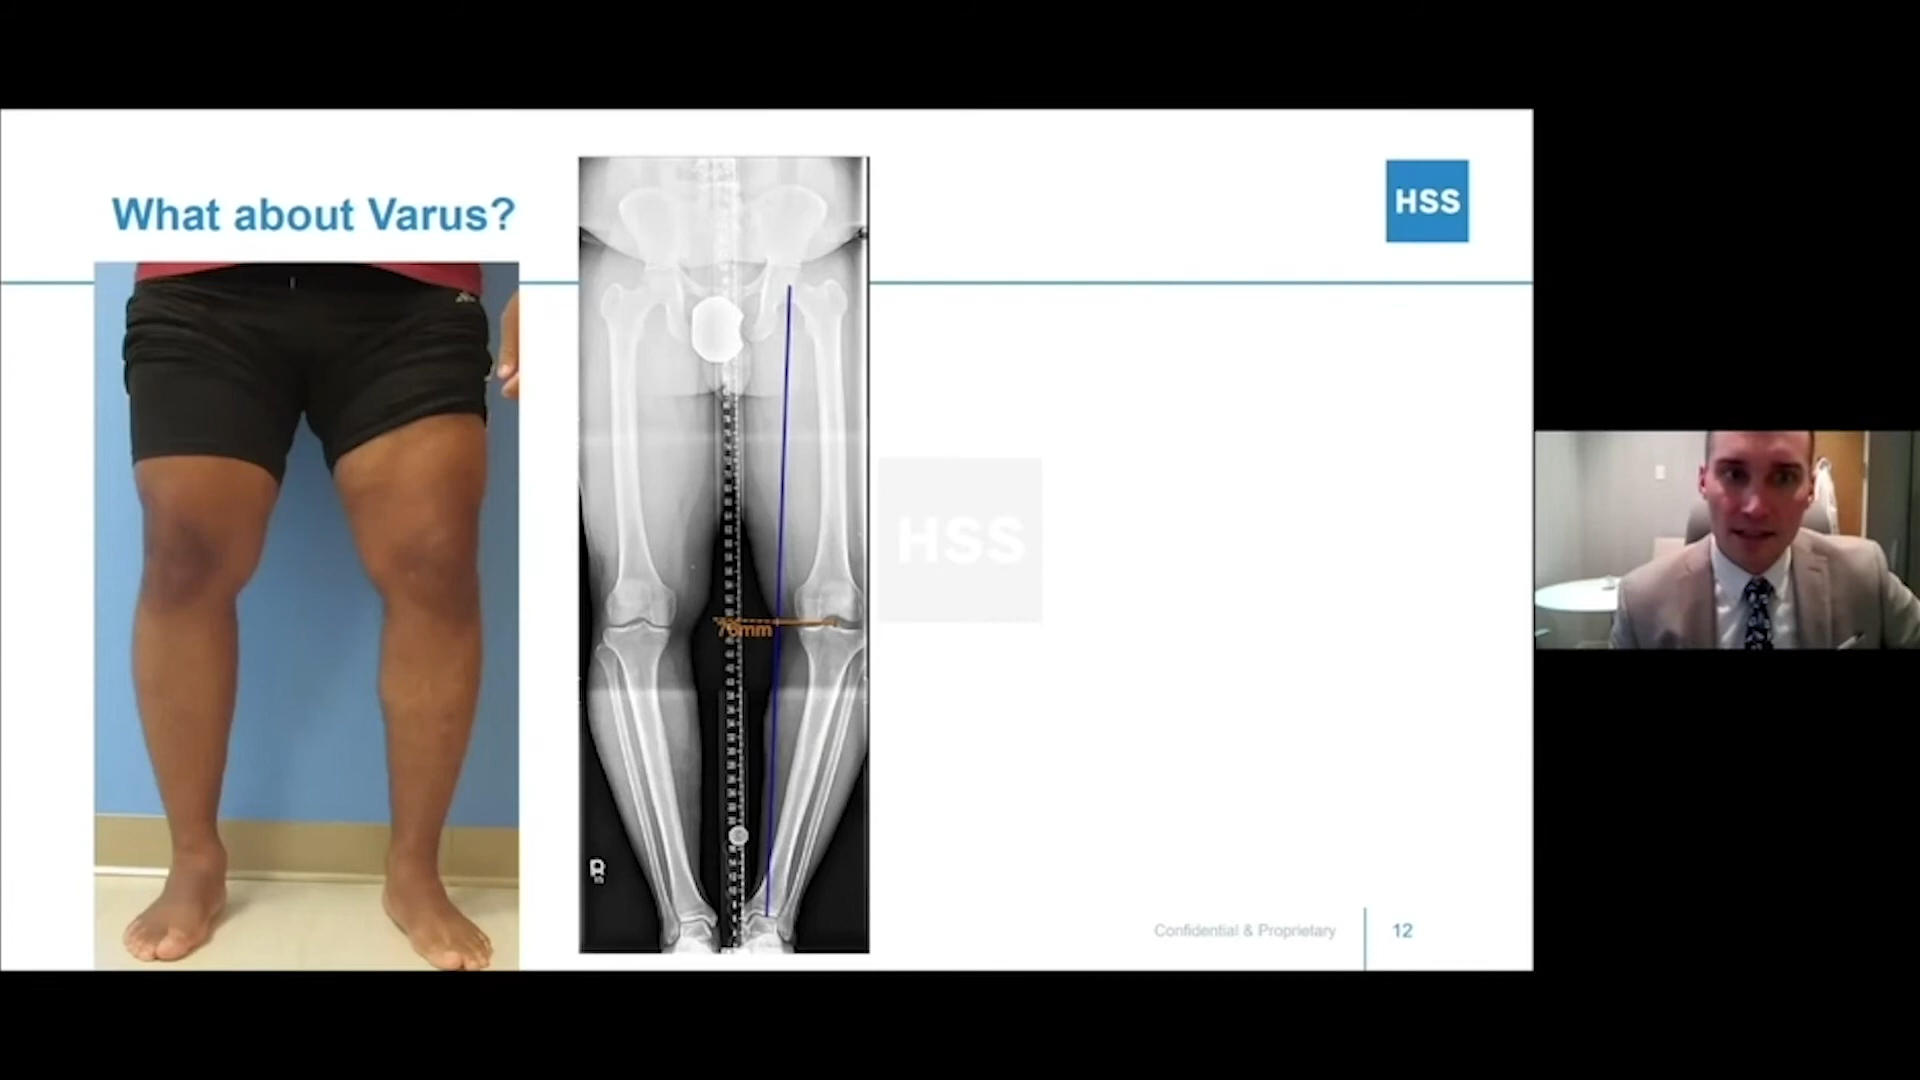 What about Varus?
HSS
76mm
HSS
R
Confidential & Proprietary
12